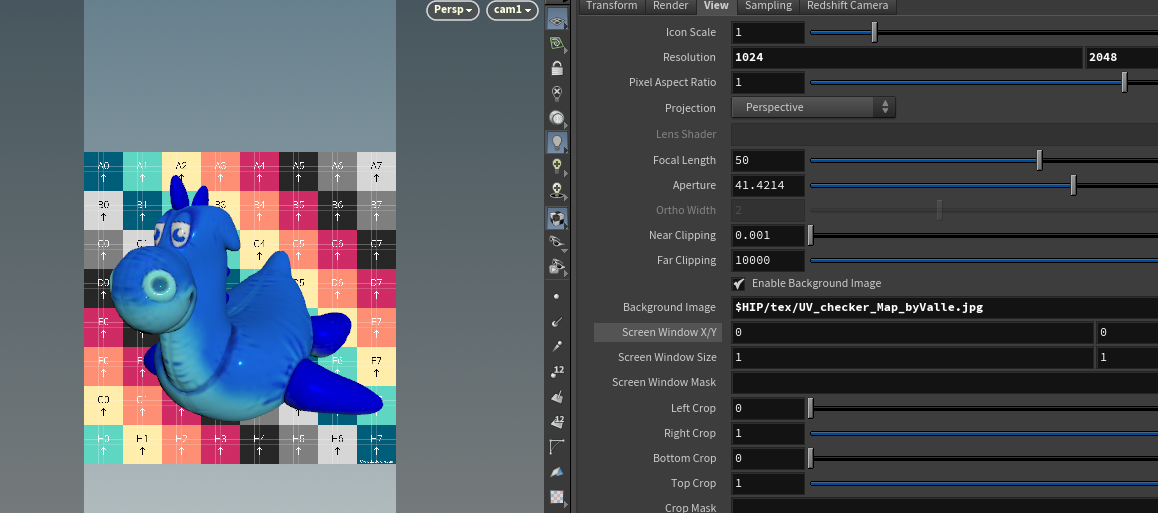 Persp
cam1
Transform Render View Sampling Redshift Camera
Icon Scale 1
Resolution 1024 2048
Pixel Aspect Ratio 1
Projection Perspective
Lens Shader
Focal Length 50
Aperture 41.4214
Ortho Width 2
Near Clipping 0.001
Far Clipping 10000
Enable Background Image
Background Image $HIP/tex/UV_checker_Map_byValle.jpg
Screen Window X/Y 0 0
Screen Window Size 1 1
Screen Window Mask
Left Crop 0
Right Crop 1
Bottom Crop 0
Top Crop 1
Crop Mask
A0 A1 A2 A3 A4 A5 A6 A7
B0 B1 B3 B4 B5 B6 B7
C0 C4 C5 C6 C7
D0 D5 D6 D7
E0 E7
F0 F6 F7
G0
H0 H1 H2 H3 H4 H5 H6 H7
12
12